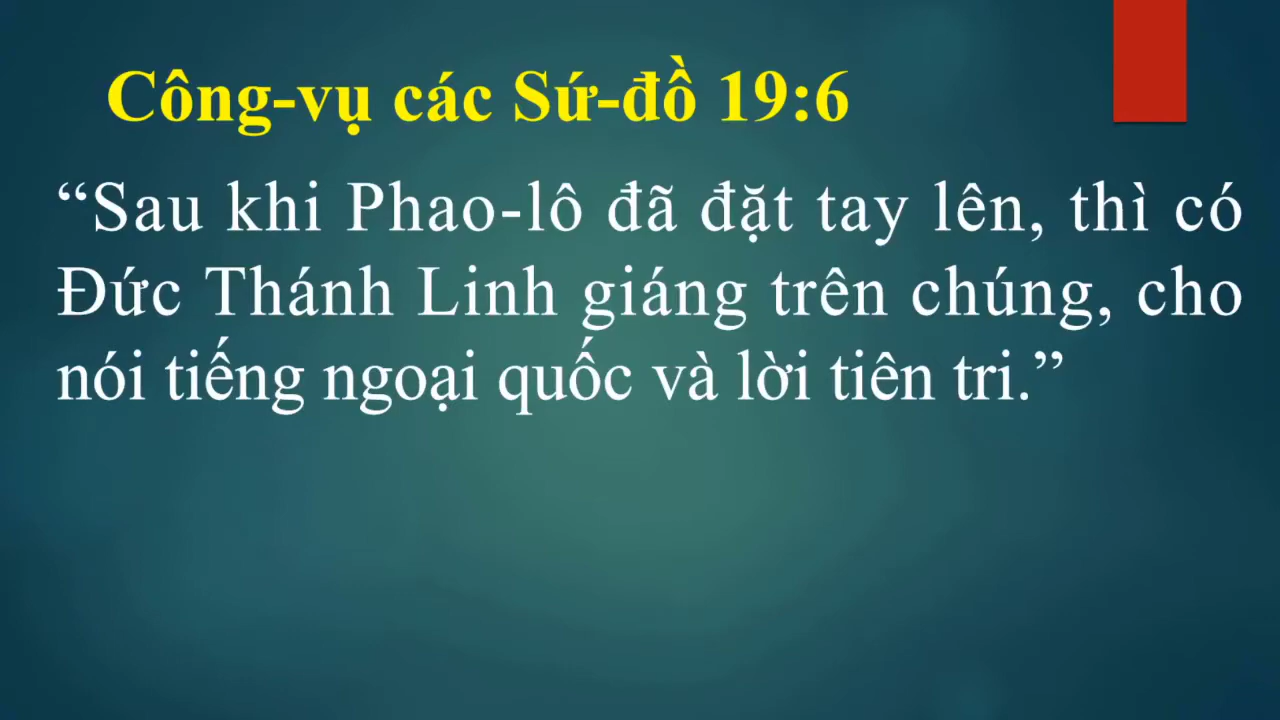 Công-vụ các Sứ-đồ 19:6
“Sau khi Phao-lô đã đặt tay lên, thì có
Đức Thánh Linh giáng trên chúng, cho
nói tiếng ngoại quốc và lời tiên tri.”